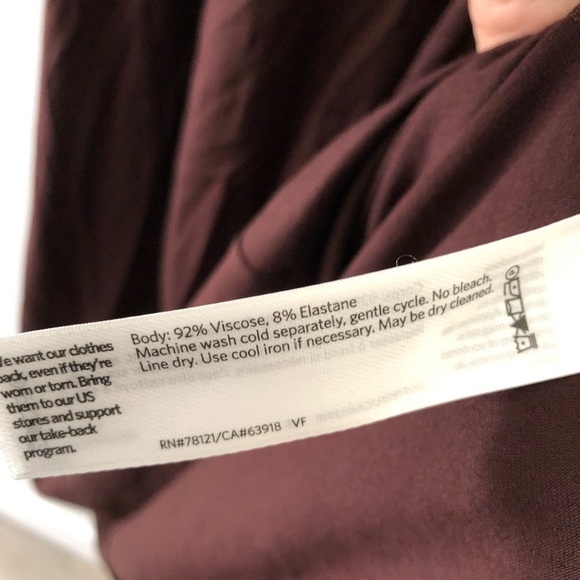 We want our clothes
back, even if they're
worn or torn. Bring
them to our US
stores and support
our take-back
program.
Body: 92% Viscose, 8% Elastane
Machine wash cold separately, gentle cycle. No bleach.
Line dry. Use cool iron if necessary. May be dry cleaned.
RN#78121/CA#63918 VF